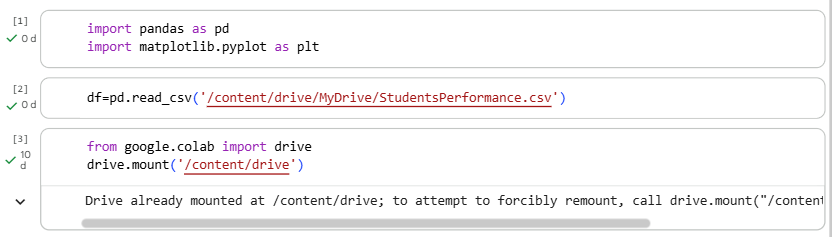 [1]
0 d
import pandas as pd
import matplotlib.pyplot as plt
[2]
0 d
df=pd.read_csv('/content/drive/MyDrive/StudentsPerformance.csv')
[3]
10
d
from google.colab import drive
drive.mount('/content/drive')
Drive already mounted at /content/drive; to attempt to forcibly remount, call drive.mount("/content